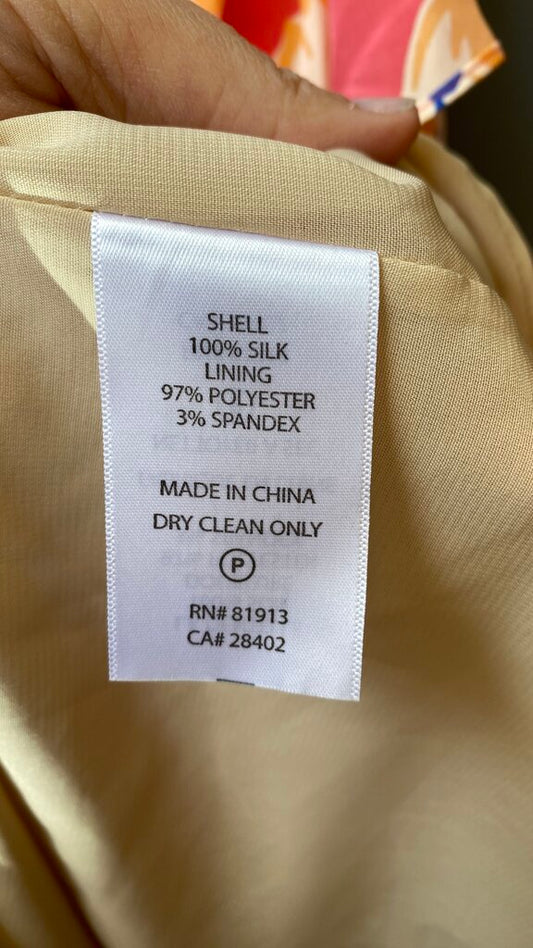 SHELL
100% SILK
LINING
97% POLYESTER
3% SPANDEX
MADE IN CHINA
DRY CLEAN ONLY
P
RN# 81913
CA# 28402